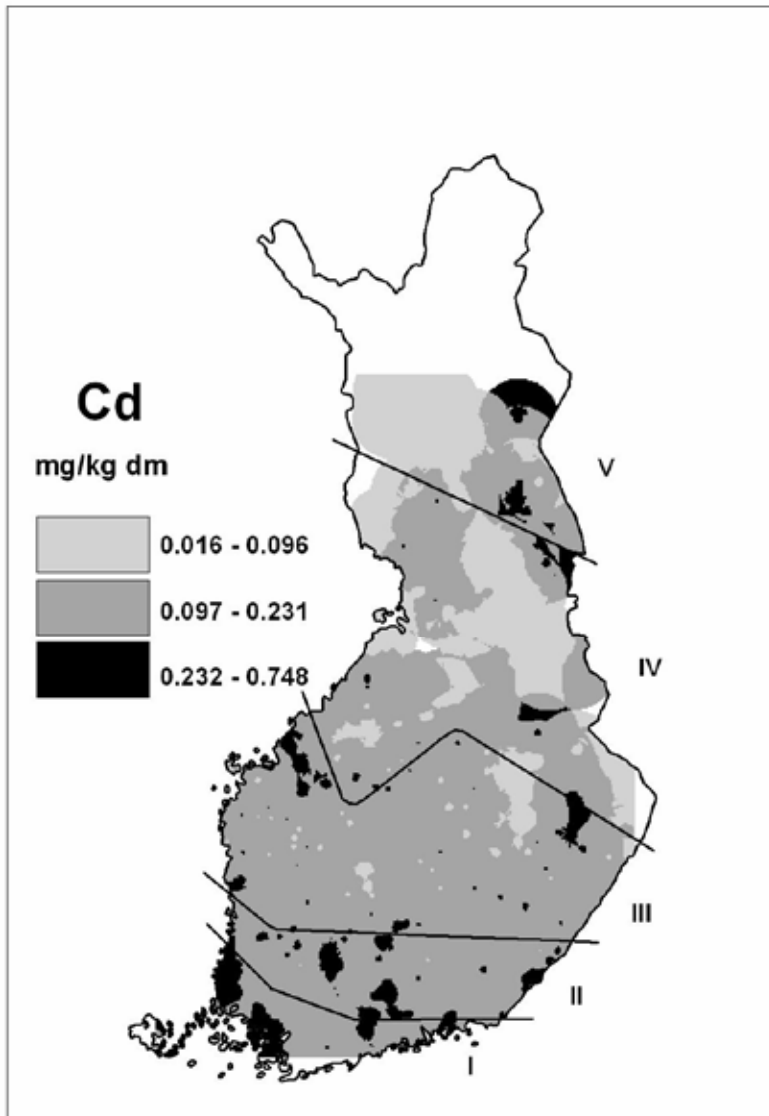 Cd
mg/kg dm
0.016 - 0.096
0.097 - 0.231
0.232 - 0.748
V
IV
III
II
I